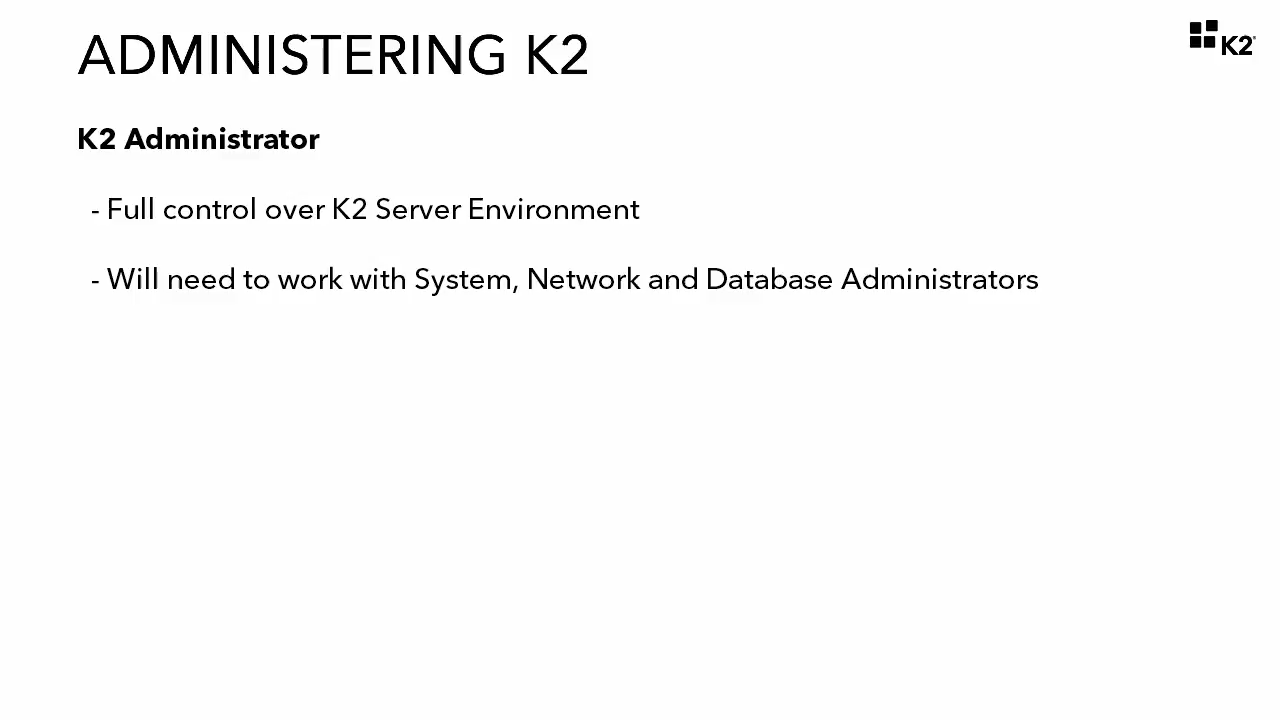 ADMINISTERING K2
K2
K2 Administrator
- Full control over K2 Server Environment
- Will need to work with System, Network and Database Administrators